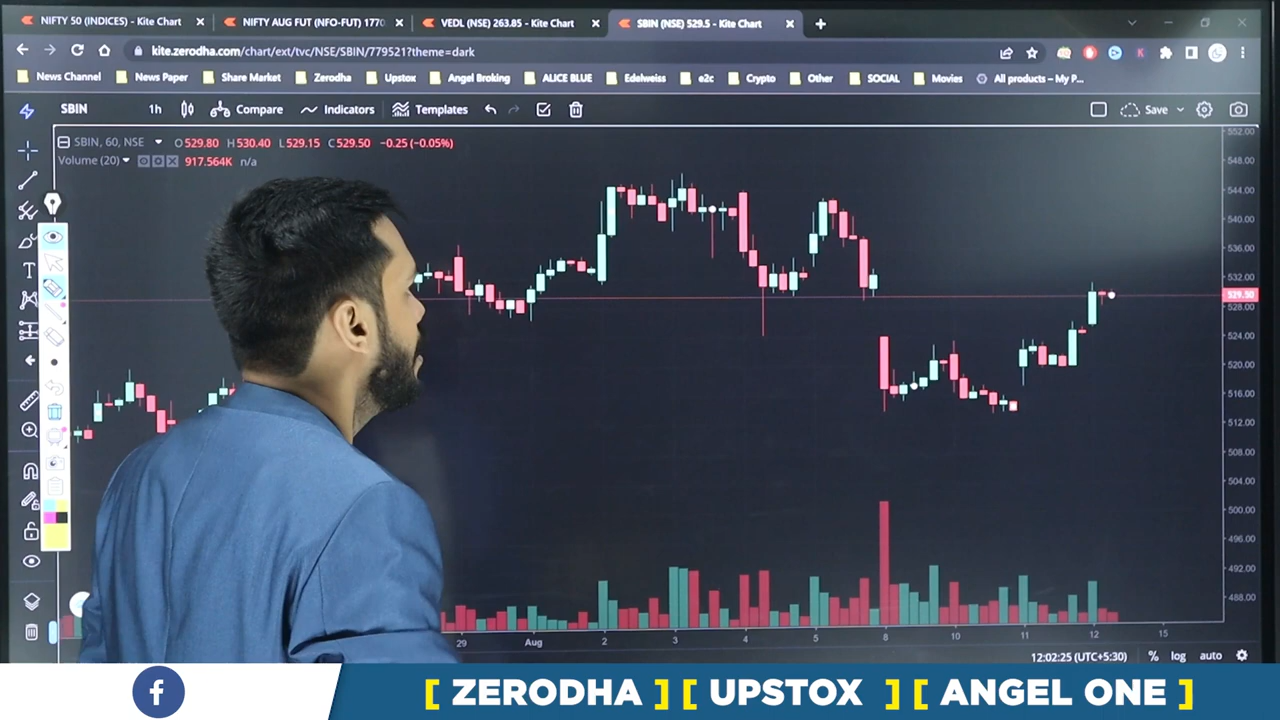 NIFTY 50 (INDICES) - Kite Chart
NIFTY AUG FUT (NFO-FUT) 1770
VEDL (NSE) 263.85 - Kite Chart
SBIN (NSE) 529.5 - Kite Chart
kite.zerodha.com/chart/ext/tvc/NSE/SBIN/779521?theme=dark
News Channel
News Paper
Share Market
Zerodha
Upstox
Angel Broking
ALICE BLUE
Edelweiss
e2c
Crypto
Other
SOCIAL
Movies
All products – My P...
SBIN
1h
Compare
Indicators
Templates
Save
SBIN, 60, NSE
O529.80 H530.40 L529.15 C529.50 −0.25 (−0.05%)
Volume (20)
917.564K n/a
552.00
548.00
544.00
540.00
536.00
532.00
529.50
528.00
524.00
520.00
516.00
512.00
508.00
504.00
500.00
496.00
492.00
488.00
29
Aug
2
3
4
5
8
10
11
12
15
12:02:25 (UTC+5:30)
%
log
auto
[ ZERODHA ] [ UPSTOX ] [ ANGEL ONE ]